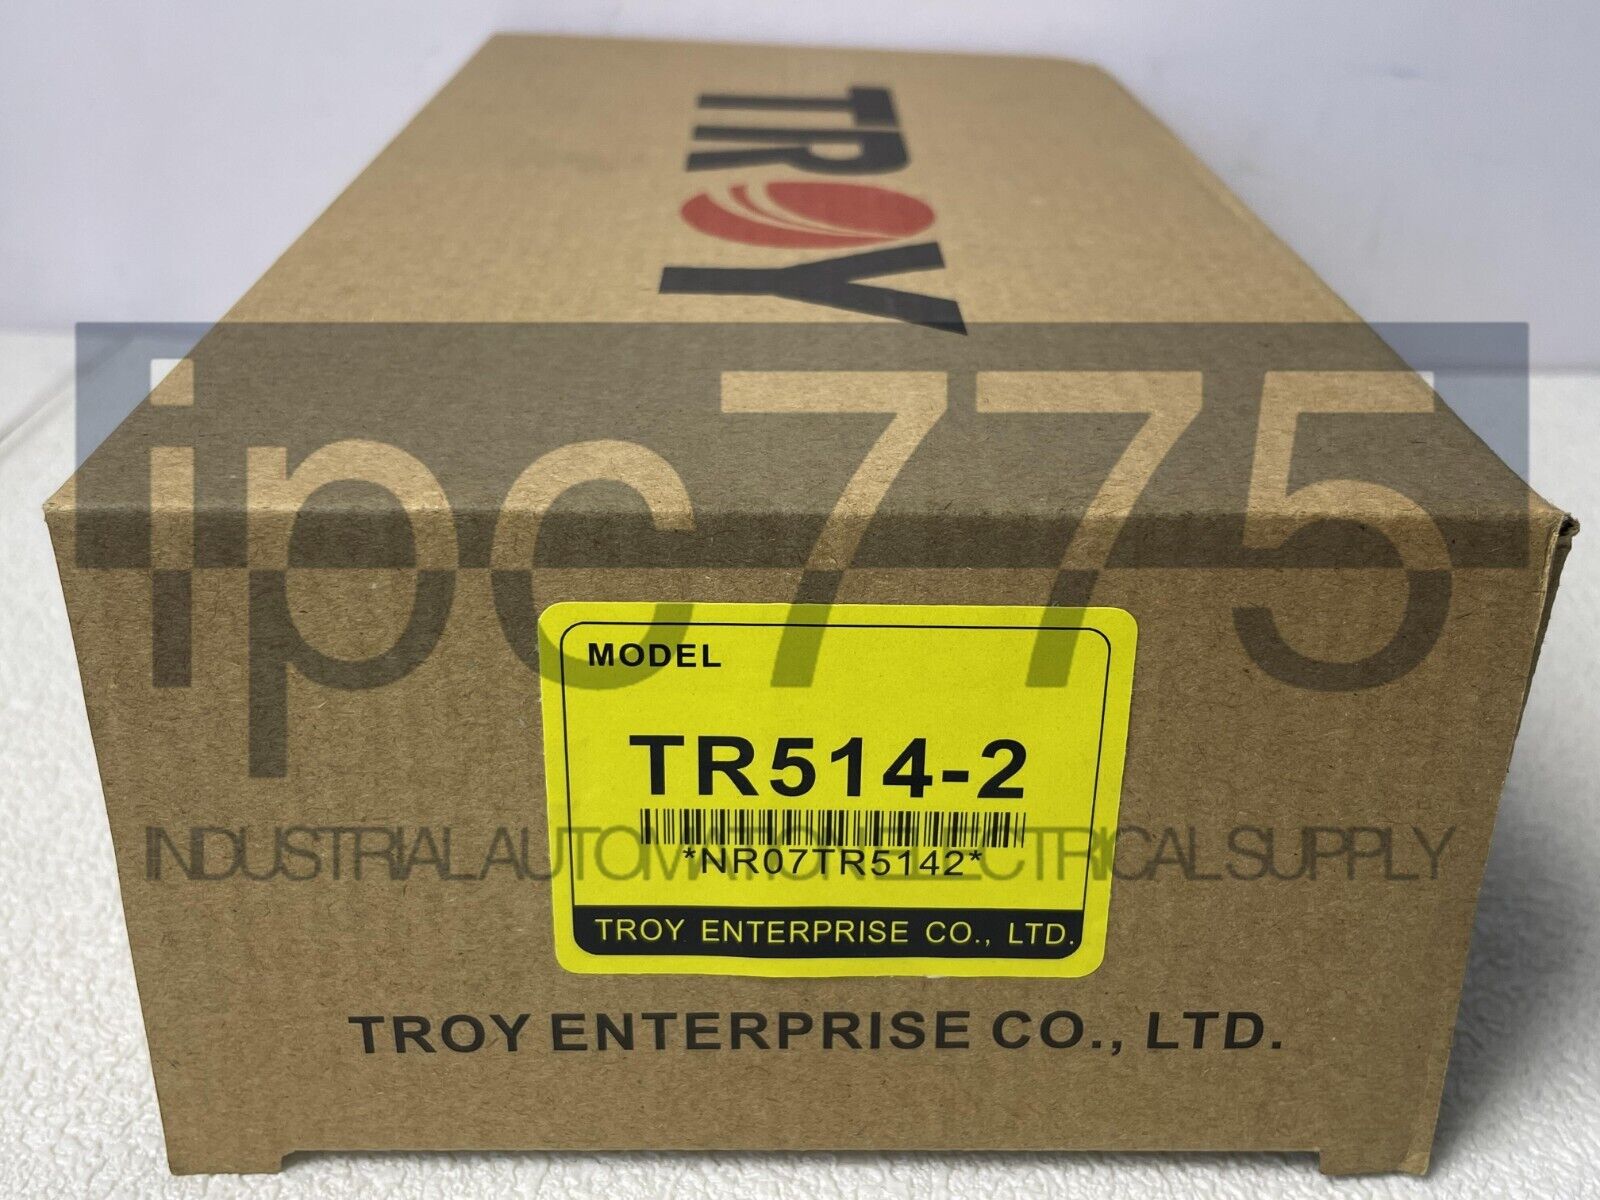 TROY
ipc775
MODEL
TR514-2
INDUSTRIAL AUTOMATION ELECTRICAL SUPPLY
*NR07TR5142*
TROY ENTERPRISE CO., LTD.
TROY ENTERPRISE CO., LTD.